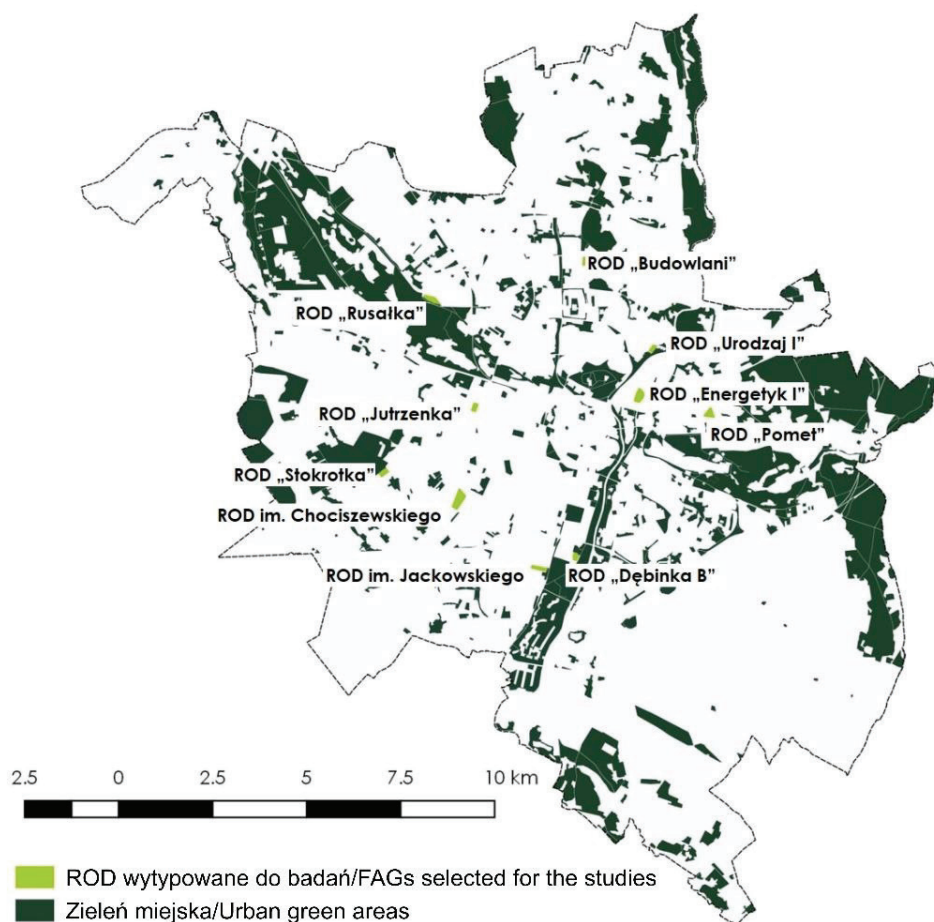 ROD „Budowlani”
ROD „Rusałka”
ROD „Urodzaj I”
ROD „Energetyk I”
ROD „Jutrzenka”
ROD „Pomet”
ROD „Stokrotka”
ROD im. Chociszewskiego
ROD im. Jackowskiego
ROD „Dębinka B”
2.5 0 2.5 5 7.5 10 km
ROD wytypowane do badań/FAGs selected for the studies
Zieleń miejska/Urban green areas